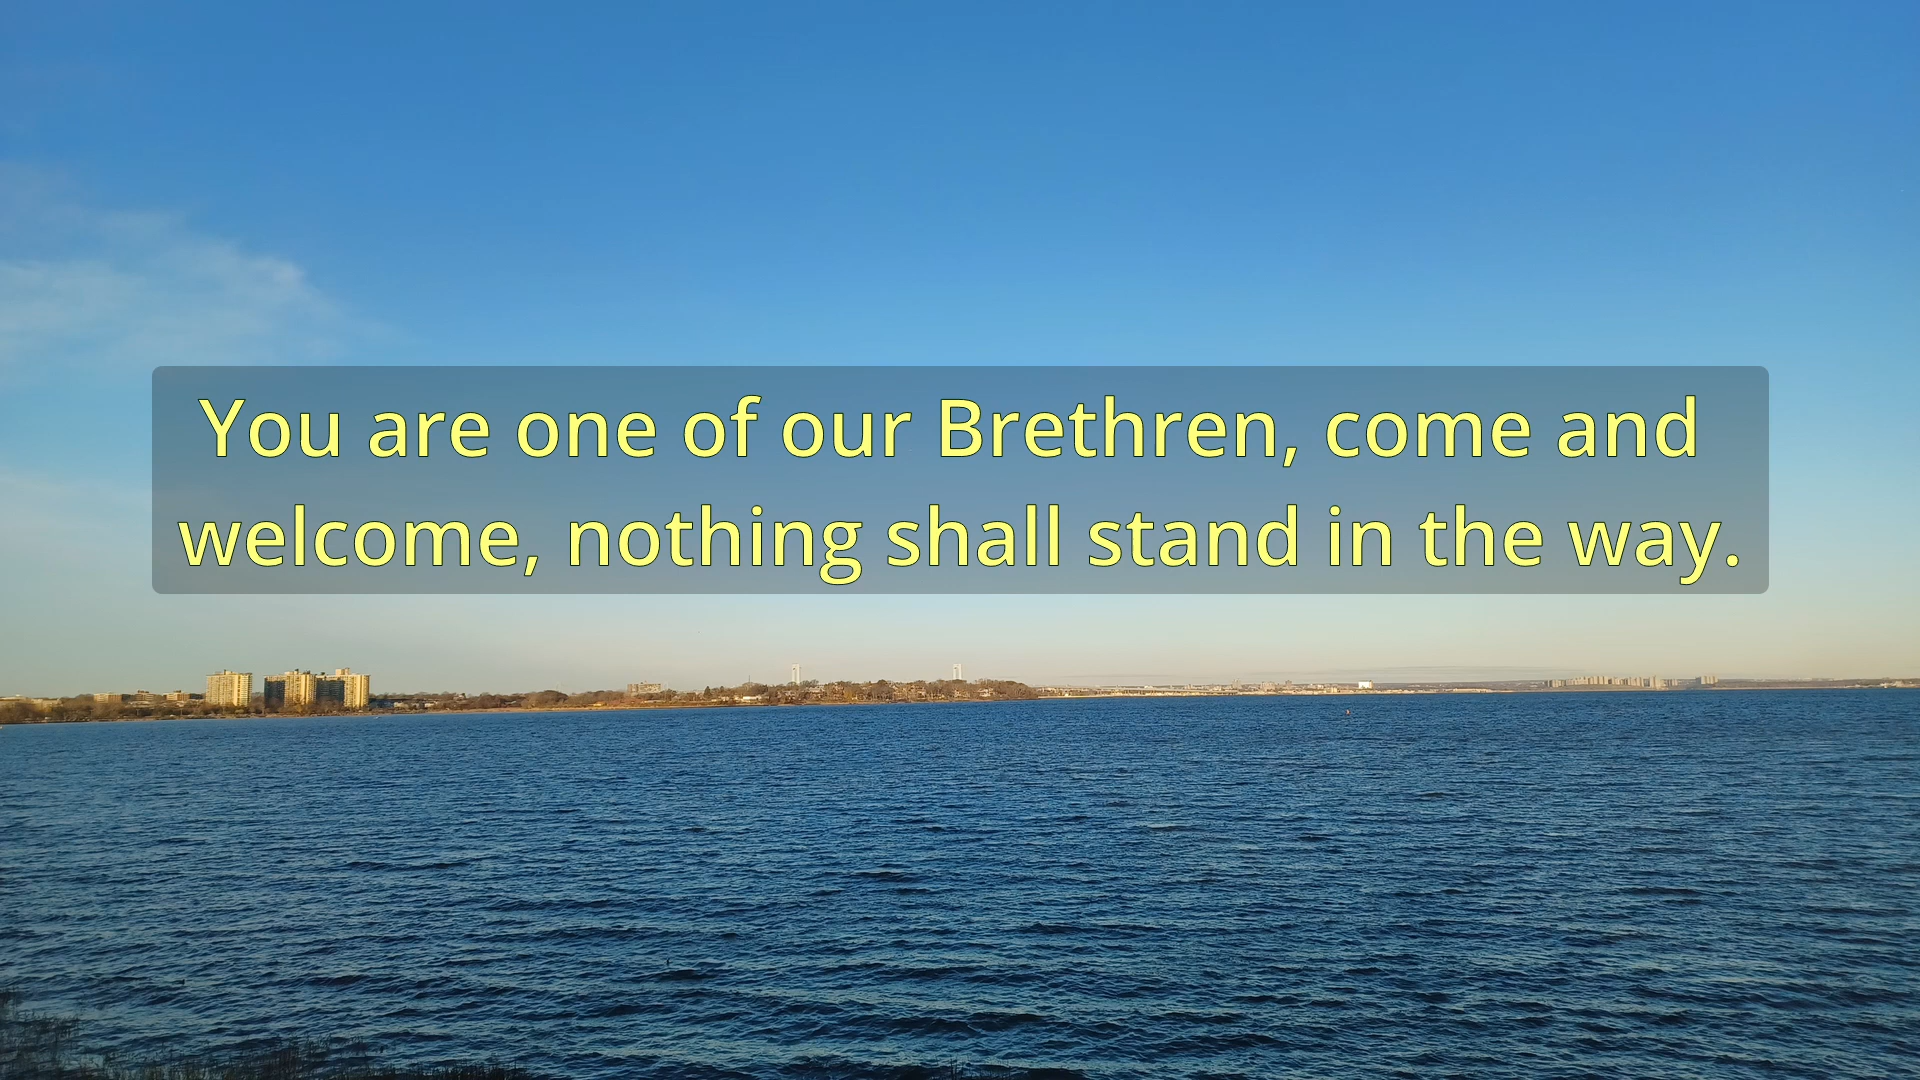 You are one of our Brethren, come and
welcome, nothing shall stand in the way.